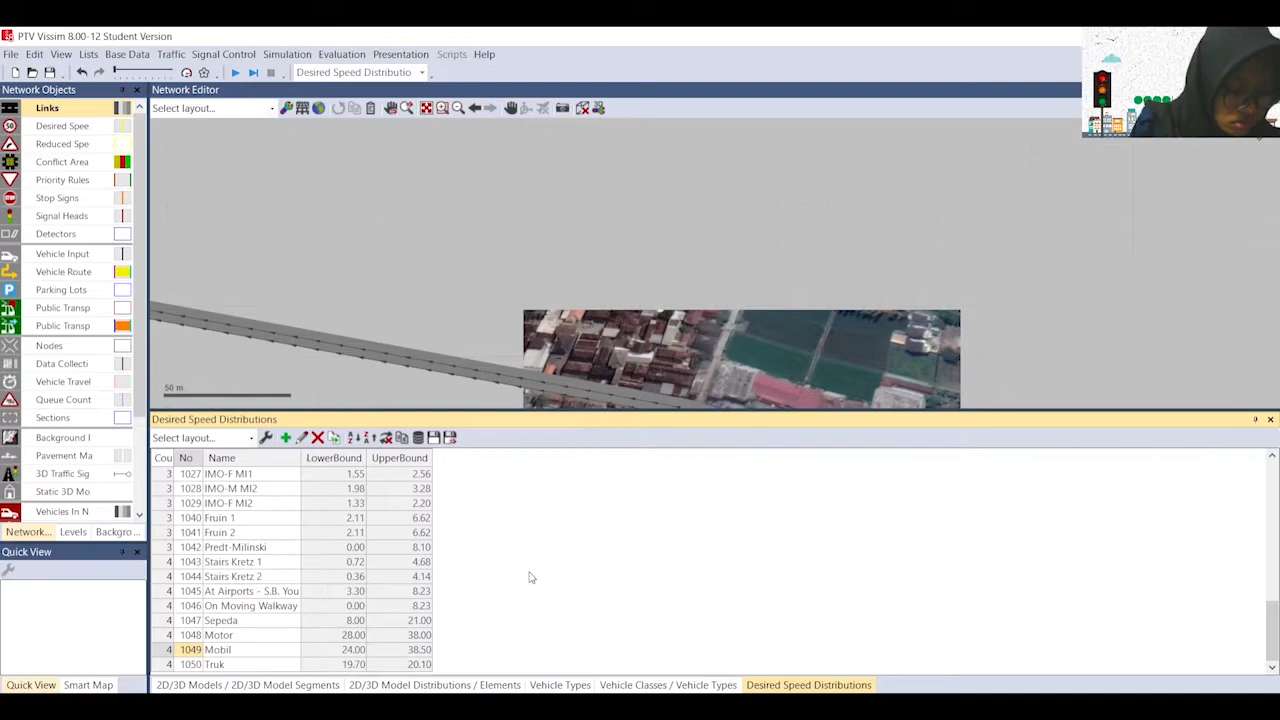 PTV Vissim 8.00-12 Student Version
File Edit View Lists Base Data Traffic Signal Control Simulation Evaluation Presentation Scripts Help
Desired Speed Distributio
Network Objects
Links
Desired Spee
Reduced Spe
Conflict Area
Priority Rules
Stop Signs
Signal Heads
Detectors
Vehicle Input
Vehicle Route
Parking Lots
Public Transp
Public Transp
Nodes
Data Collecti
Vehicle Travel
Queue Count
Sections
Background I
Pavement Ma
3D Traffic Sig
Static 3D Mo
Vehicles In N
Network... Levels Backgro...
Quick View
Quick View Smart Map
Network Editor
Select layout...
50 m
Desired Speed Distributions
Select layout...
Cou No Name LowerBound UpperBound
3 1027 IMO-F MI1 1.55 2.56
3 1028 IMO-M MI2 1.98 3.28
3 1029 IMO-F MI2 1.33 2.20
3 1040 Fruin 1 2.11 6.62
3 1041 Fruin 2 2.11 6.62
3 1042 Predt-Milinski 0.00 8.10
4 1043 Stairs Kretz 1 0.72 4.68
4 1044 Stairs Kretz 2 0.36 4.14
4 1045 At Airports - S.B. You 3.30 8.23
4 1046 On Moving Walkway 0.00 8.23
4 1047 Sepeda 8.00 21.00
4 1048 Motor 28.00 38.00
4 1049 Mobil 24.00 38.50
4 1050 Truk 19.70 20.10
2D/3D Models / 2D/3D Model Segments 2D/3D Model Distributions / Elements Vehicle Types Vehicle Classes / Vehicle Types Desired Speed Distributions